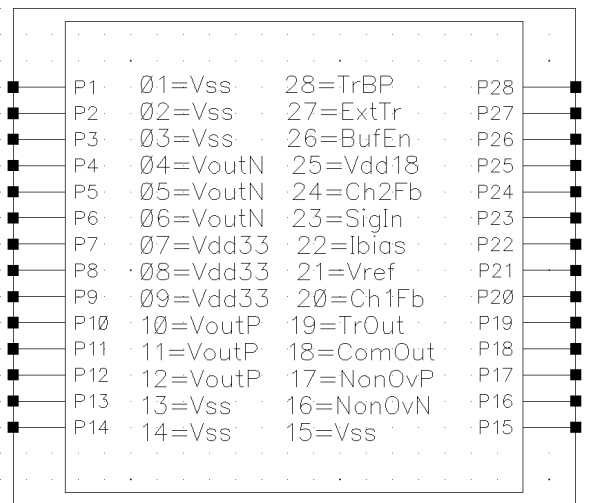 P1 Ø1=Vss 28=TrBP P28
P2 Ø2=Vss 27=ExtTr P27
P3 Ø3=Vss 26=BufEn P26
P4 Ø4=VoutN 25=Vdd18 P25
P5 Ø5=VoutN 24=Ch2Fb P24
P6 Ø6=VoutN 23=SigIn P23
P7 Ø7=Vdd33 22=Ibias P22
P8 Ø8=Vdd33 21=Vref P21
P9 Ø9=Vdd33 2Ø=Ch1Fb P2Ø
P1Ø 1Ø=VoutP 19=TrOut P19
P11 11=VoutP 18=ComOut P18
P12 12=VoutP 17=NonOvP P17
P13 13=Vss 16=NonOvN P16
P14 14=Vss 15=Vss P15